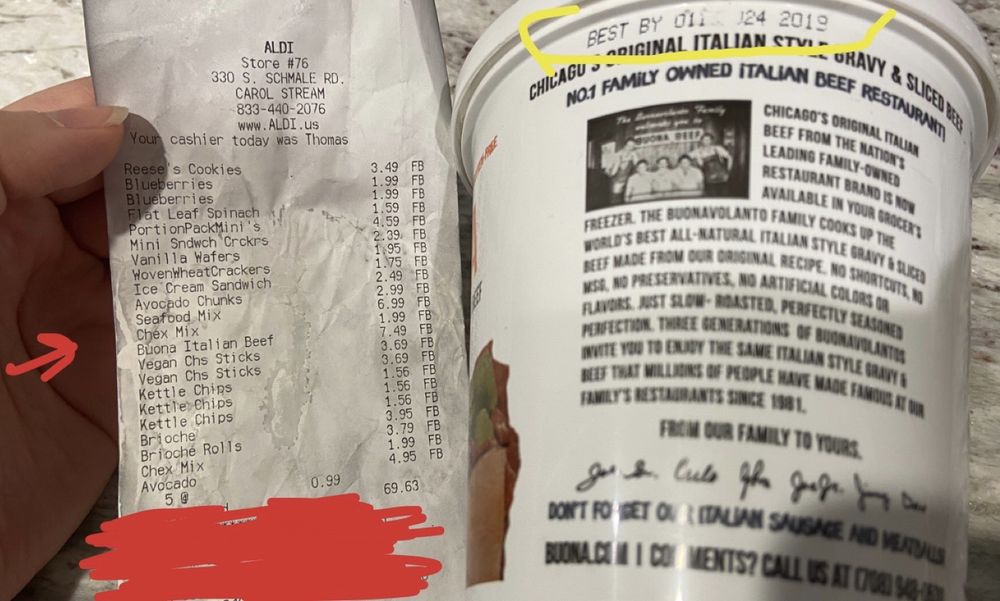 ALDI
Store #76
330 S. SCHMALE RD.
CAROL STREAM
833-440-2076
www.ALDI.us
Your cashier today was Thomas
Reese's Cookies 3.49 FB
Blueberries 1.99 FB
Blueberries 1.99 FB
Flat Leaf Spinach 1.59 FB
PortionPackMini's 4.59 FB
Mini Sndwch Crckrs 2.39 FB
Vanilla Wafers 1.95 FB
WovenWheatCrackers 1.75 FB
Ice Cream Sandwich 2.49 FB
Avocado Chunks 2.99 FB
Seafood Mix 6.99 FB
Chex Mix 1.99 FB
Buona Italian Beef 7.49 FB
Vegan Chs Sticks 3.69 FB
Vegan Chs Sticks 3.69 FB
Kettle Chips 1.56 FB
Kettle Chips 1.56 FB
Kettle Chips 1.56 FB
Brioche 3.95 FB
Brioche Rolls 3.79 FB
Chex Mix 1.99 FB
Avocado 4.95 FB
5 @ 0.99
69.63
BEST BY 2019
CHICAGO'S ORIGINAL ITALIAN STYLE GRAVY & SLICED BEEF
NO.1 FAMILY OWNED ITALIAN BEEF RESTAURANT!
The Buonavolanto Family
welcomes you to
BUONA BEEF
CHICAGO'S ORIGINAL ITALIAN
BEEF FROM THE NATION'S
LEADING FAMILY-OWNED
RESTAURANT BRAND IS NOW
AVAILABLE IN YOUR GROCER'S
FREEZER. THE BUONAVOLANTO FAMILY COOKS UP THE
WORLD'S BEST ALL-NATURAL ITALIAN STYLE GRAVY & SLICED
BEEF MADE FROM OUR ORIGINAL RECIPE. NO SHORTCUTS, NO
MSG, NO PRESERVATIVES, NO ARTIFICIAL COLORS OR
FLAVORS. JUST SLOW- ROASTED, PERFECTLY SEASONED
PERFECTION. THREE GENERATIONS OF BUONAVOLANTOS
INVITE YOU TO ENJOY THE SAME ITALIAN STYLE GRAVY &
BEEF THAT MILLIONS OF PEOPLE HAVE MADE FAMOUS AT OUR
FAMILY'S RESTAURANTS SINCE 1981.
FROM OUR FAMILY TO YOURS.
DON'T FORGET OUR ITALIAN SAUSAGE AND MEATBALLS
BUONA.COM | COMMENTS? CALL US AT (708)